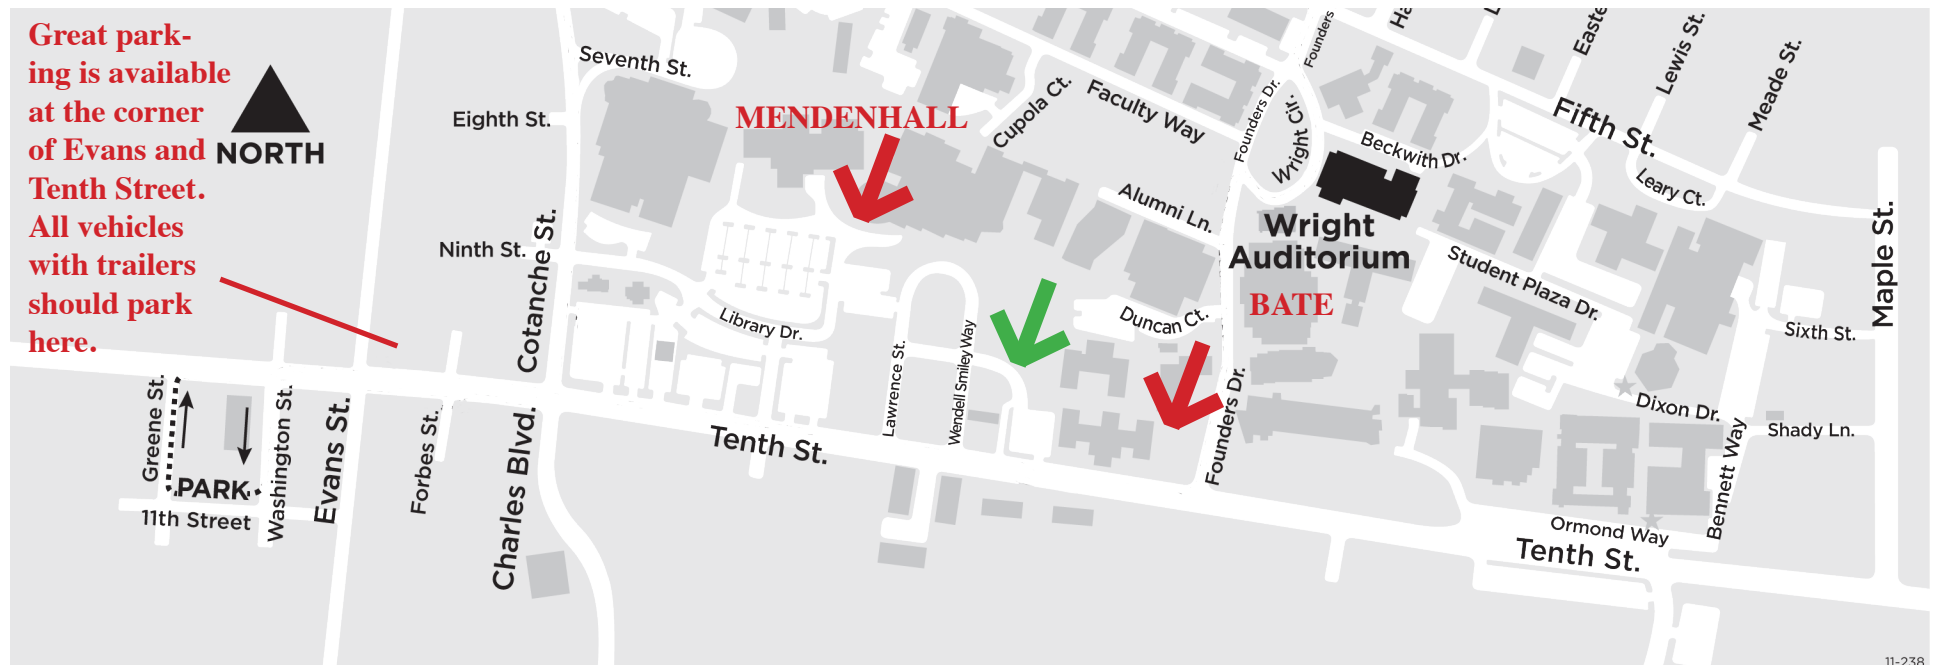 Great park-
ing is available
at the corner
of Evans and
Tenth Street.
All vehicles
with trailers
should park
here.
NORTH
Seventh St.
Eighth St.
Ninth St.
Cotanche St.
MENDENHALL
Cupola Ct.
Faculty Way
Founders
Founders Dr.
Wright Cir.
Beckwith Dr.
Fifth St.
Lewis St.
Meade St.
Leary Ct.
Maple St.
Alumni Ln.
Wright
Auditorium
BATE
Student Plaza Dr.
Sixth St.
Duncan Ct.
Library Dr.
Lawrence St.
Wendell Smiley Way
Founders Dr.
Dixon Dr.
Shady Ln.
Bennett Way
Greene St.
Washington St.
Evans St.
Forbes St.
Charles Blvd.
Tenth St.
PARK
11th Street
Ormond Way
Tenth St.
11-238